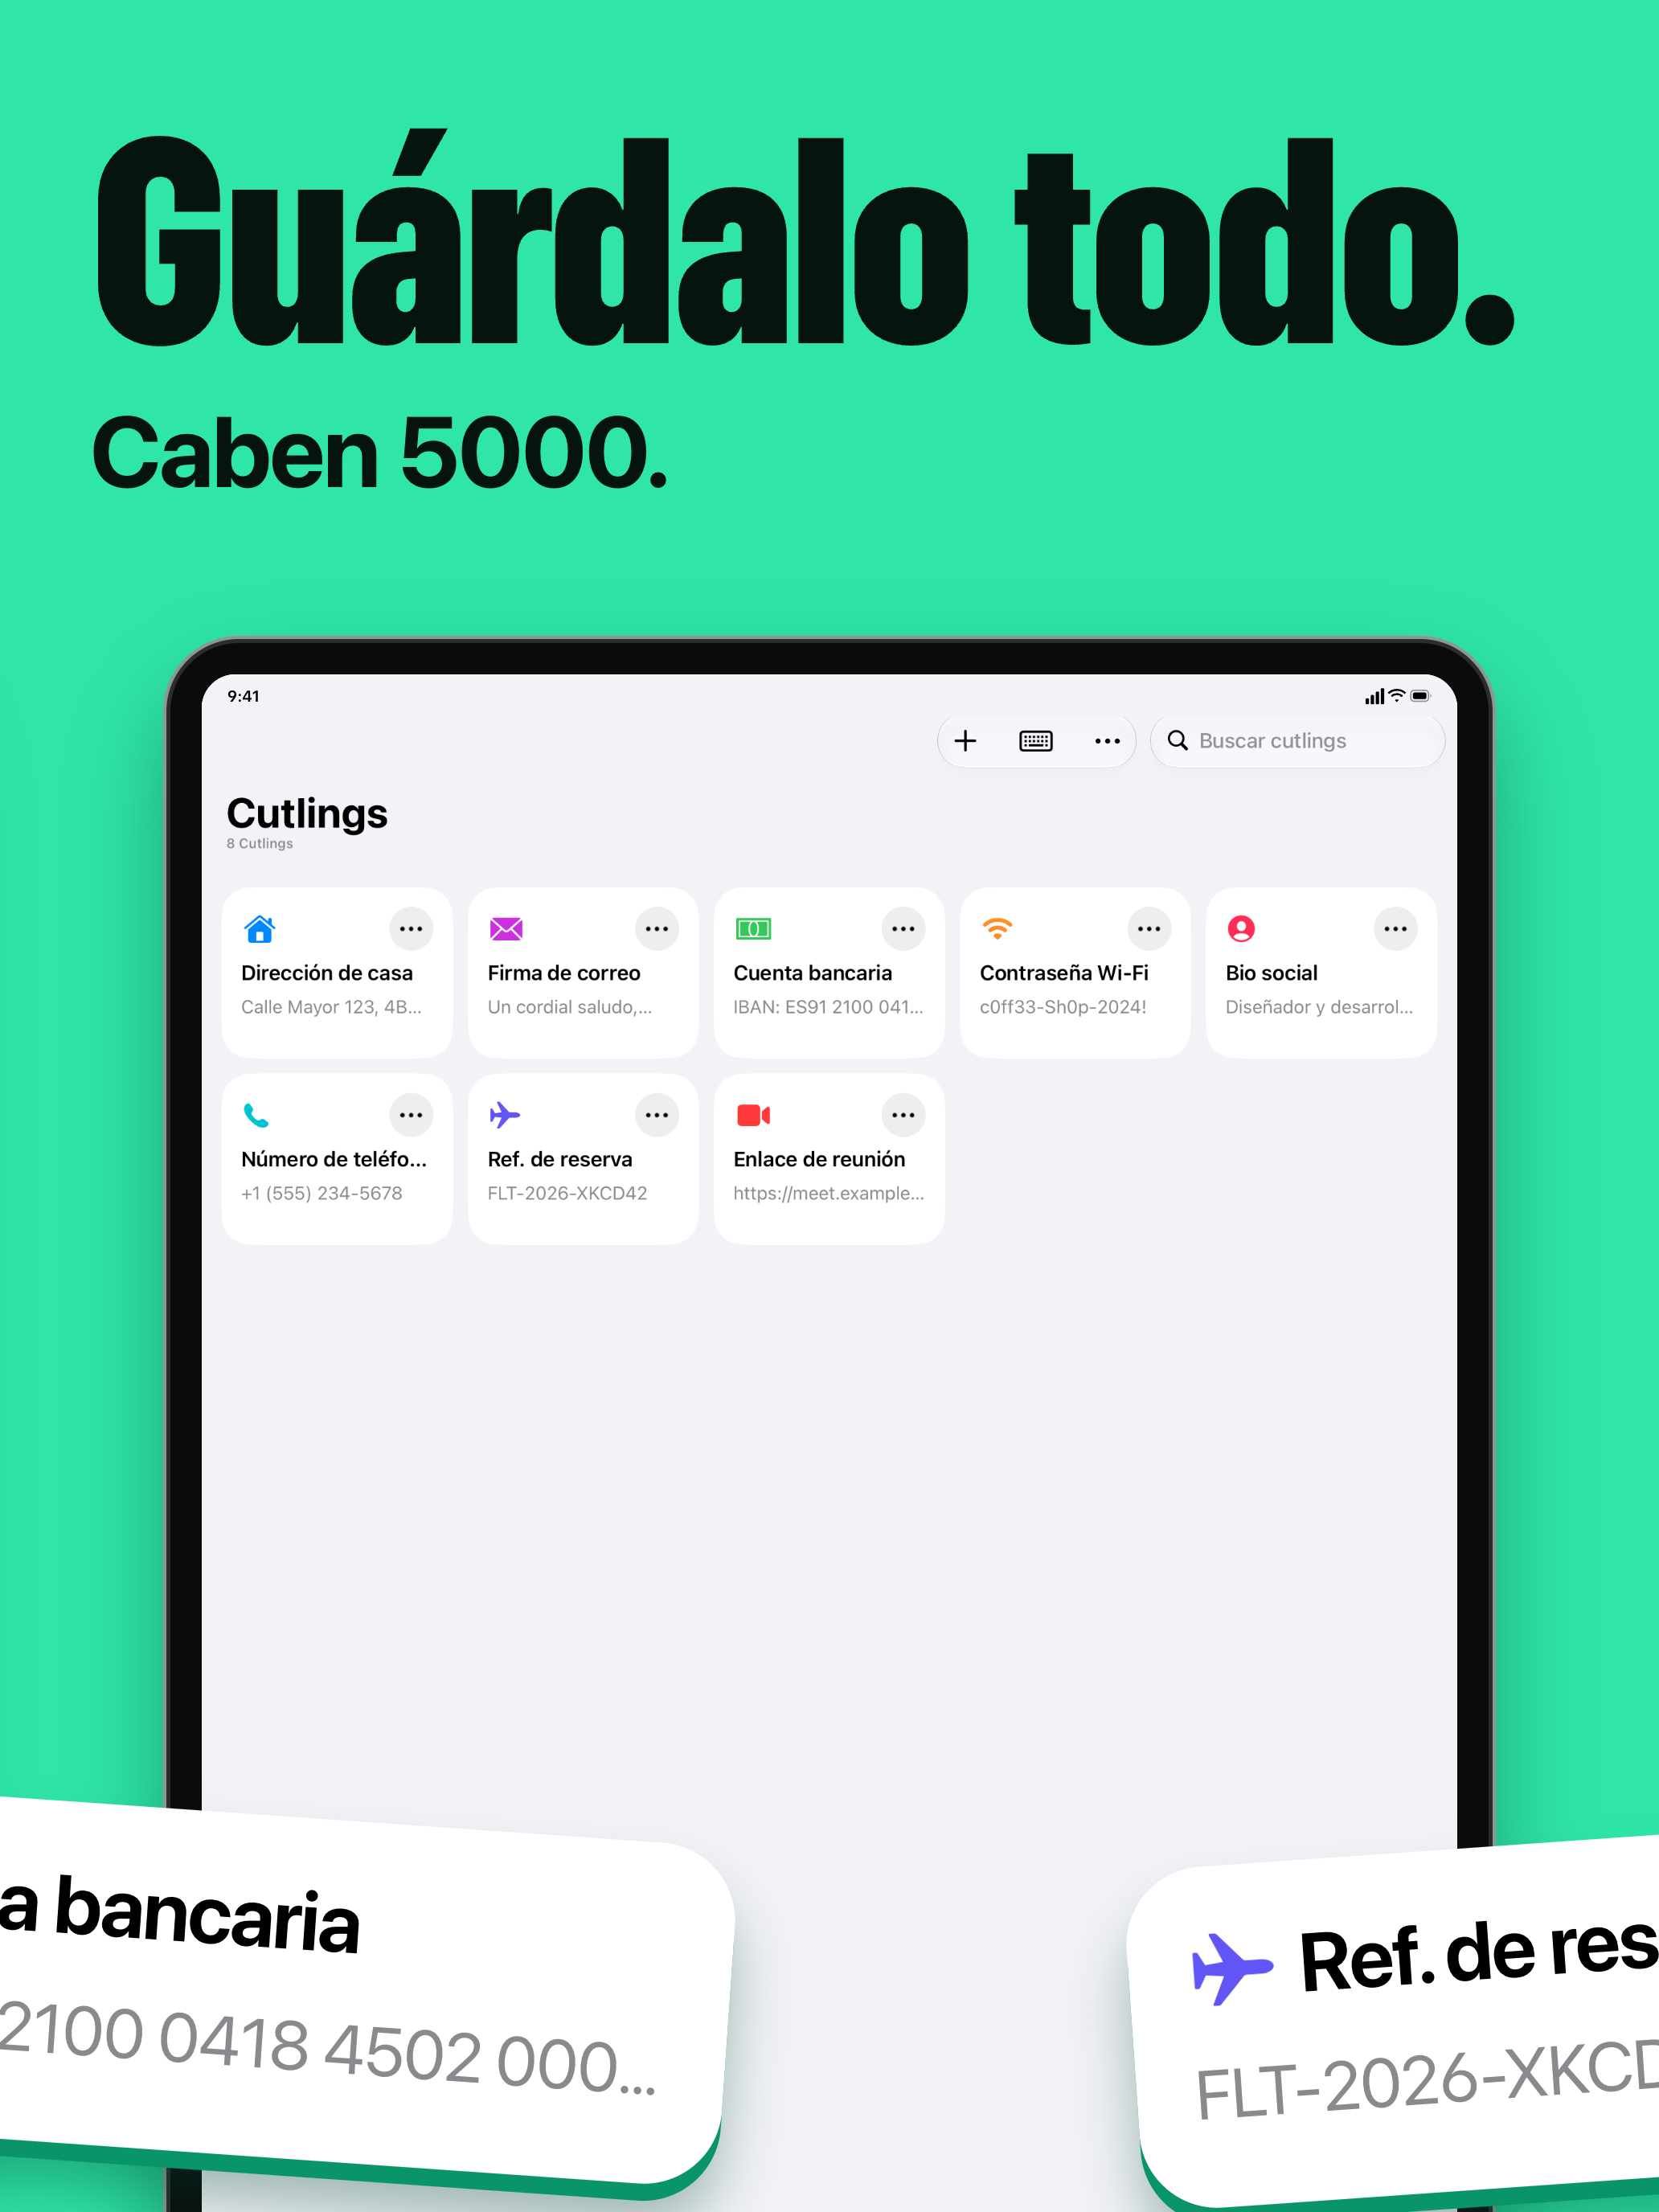 Guárdalo todo.
Caben 5000.
9:41
Buscar cutlings
Cutlings
8 Cutlings
Dirección de casa
Calle Mayor 123, 4B...
Firma de correo
Un cordial saludo,...
Cuenta bancaria
IBAN: ES91 2100 041...
Contraseña Wi-Fi
c0ff33-Sh0p-2024!
Bio social
Diseñador y desarrol...
Número de teléfo...
+1 (555) 234-5678
Ref. de reserva
FLT-2026-XKCD42
Enlace de reunión
https://meet.example...
a bancaria
2100 0418 4502 000...
Ref. de res
FLT-2026-XKCD